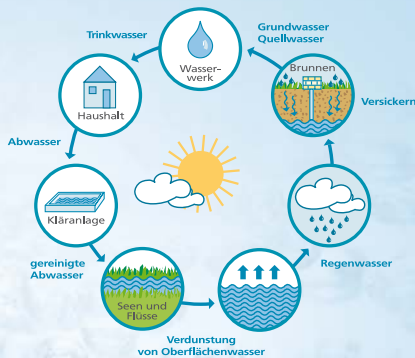 Trinkwasser
Grundwasser
Quellwasser
Wasser-
werk
Brunnen
Haushalt
Versickern
Abwasser
Kläranlage
gereinigte
Abwasser
Seen und
Flüsse
Regenwasser
Verdunstung
von Oberflächenwasser